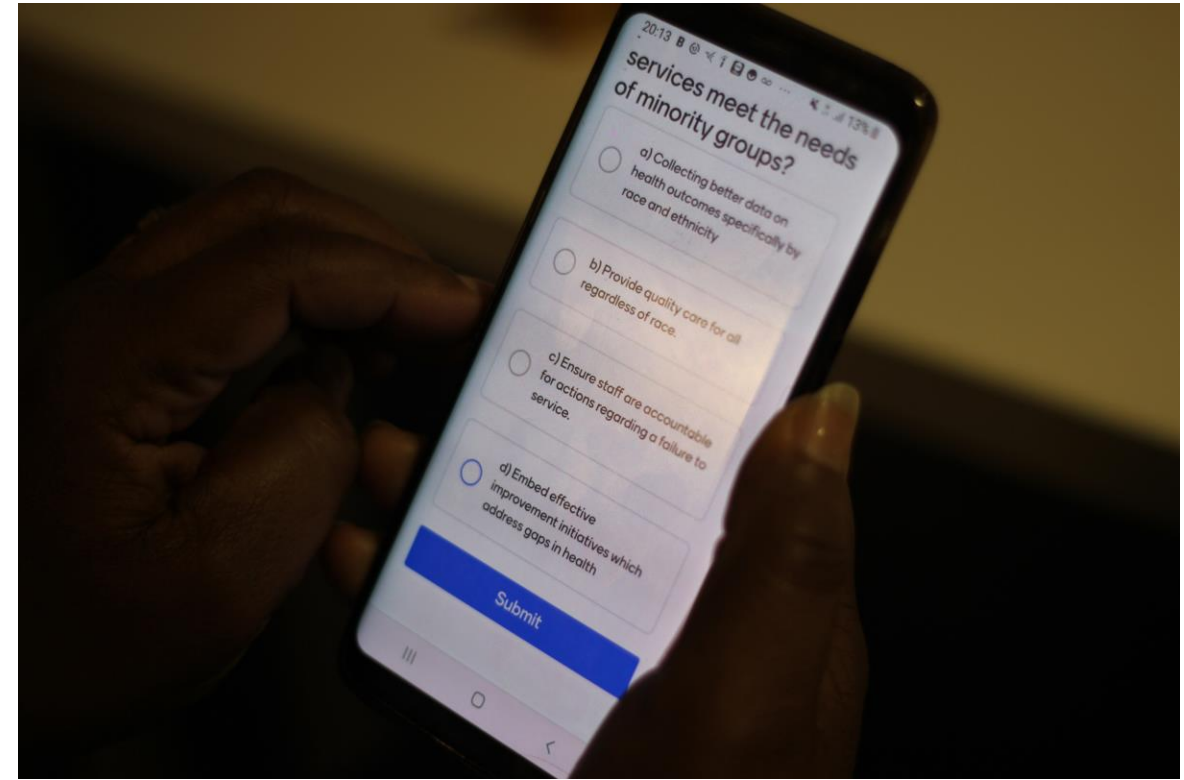 20:13
13%
services meet the needs
of minority groups?
a) Collecting better data on
health outcomes specifically by
race and ethnicity
b) Provide quality care for all
regardless of race.
c) Ensure staff are accountable
for actions regarding a failure to
service.
d) Embed effective
improvement initiatives which
address gaps in health
Submit